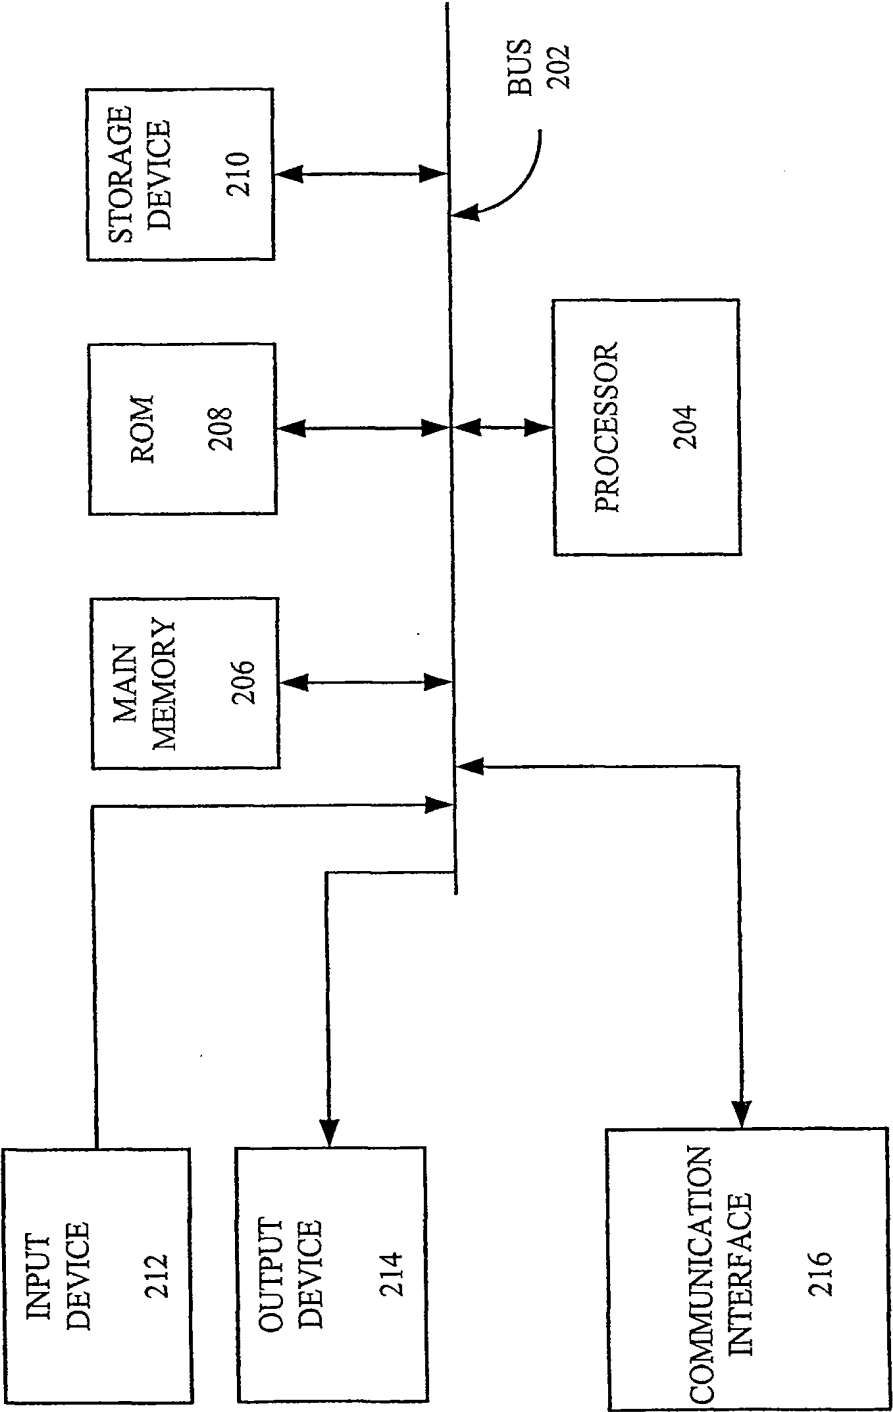 INPUT
DEVICE
212
MAIN
MEMORY
206
ROM
208
STORAGE
DEVICE
210
OUTPUT
DEVICE
214
BUS
202
COMMUNICATION
INTERFACE
216
PROCESSOR
204